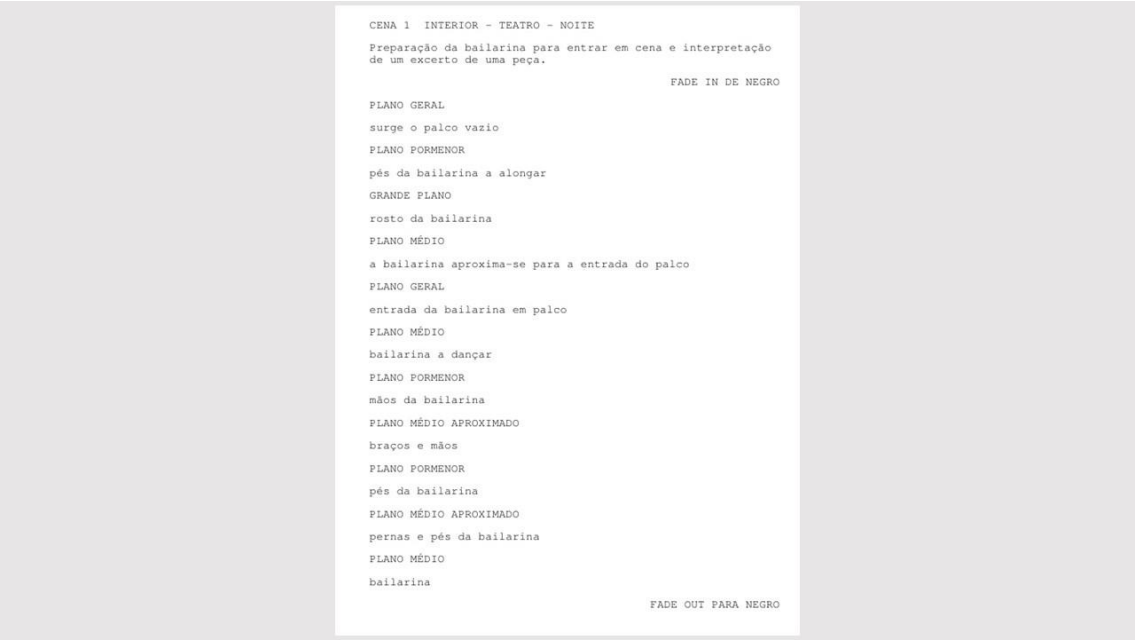 CENA 1  INTERIOR - TEATRO - NOITE
Preparação da bailarina para entrar em cena e interpretação
de um excerto de uma peça.
FADE IN DE NEGRO
PLANO GERAL
surge o palco vazio
PLANO PORMENOR
pés da bailarina a alongar
GRANDE PLANO
rosto da bailarina
PLANO MÉDIO
a bailarina aproxima-se para a entrada do palco
PLANO GERAL
entrada da bailarina em palco
PLANO MÉDIO
bailarina a dançar
PLANO PORMENOR
mãos da bailarina
PLANO MÉDIO APROXIMADO
braços e mãos
PLANO PORMENOR
pés da bailarina
PLANO MÉDIO APROXIMADO
pernas e pés da bailarina
PLANO MÉDIO
bailarina
FADE OUT PARA NEGRO